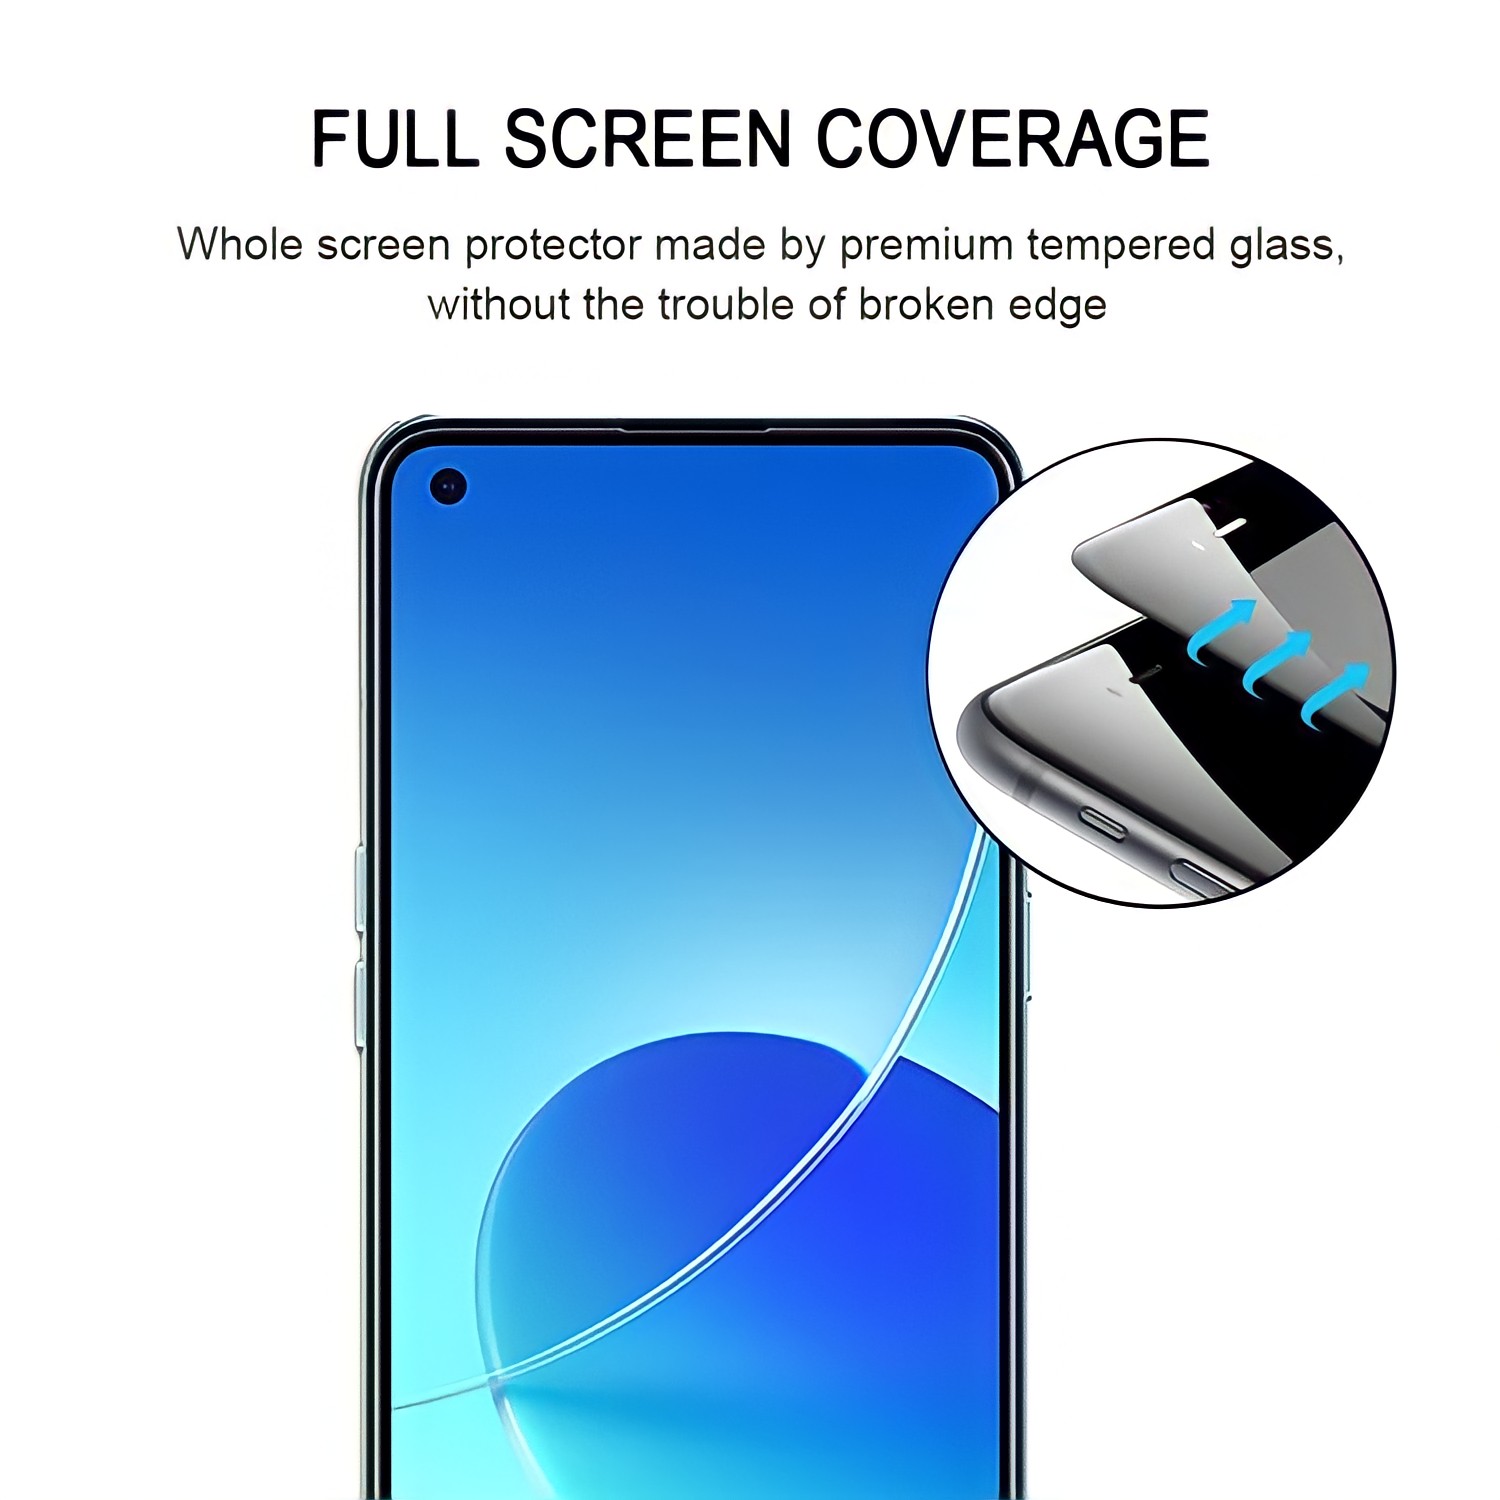 FULL SCREEN COVERAGE
Whole screen protector made by premium tempered glass,
without the trouble of broken edge